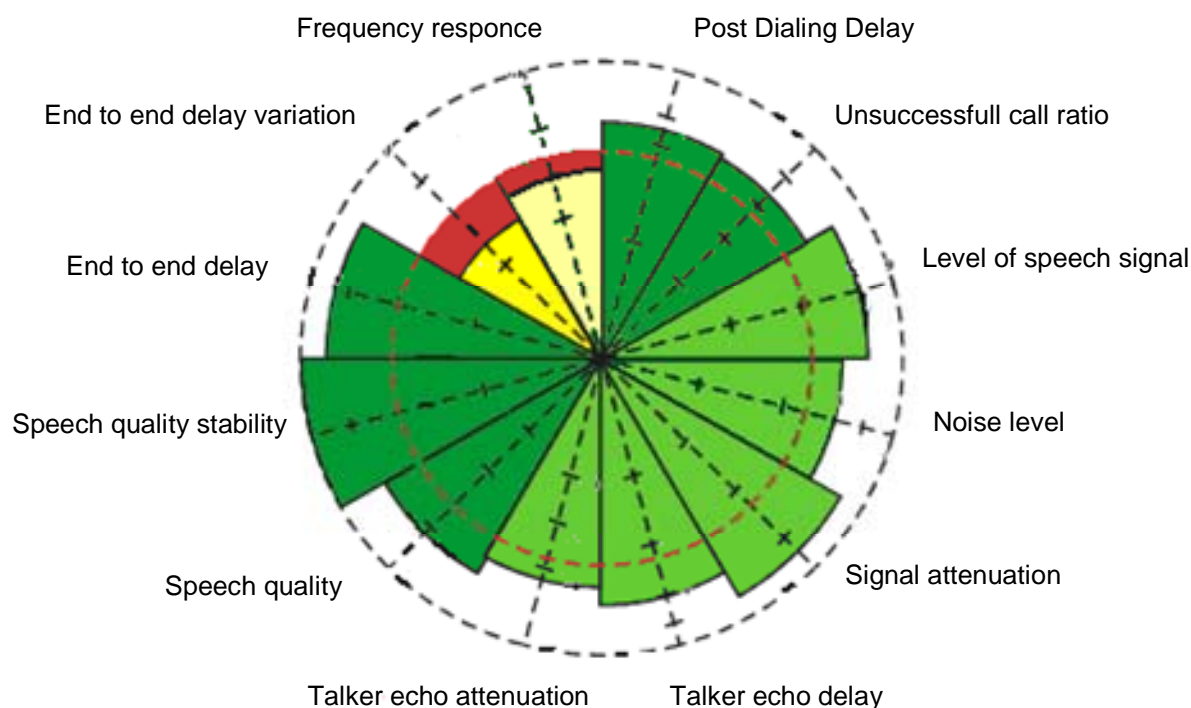 Frequency responce
Post Dialing Delay
End to end delay variation
Unsuccessfull call ratio
End to end delay
Level of speech signal
Speech quality stability
Noise level
Speech quality
Signal attenuation
Talker echo attenuation
Talker echo delay